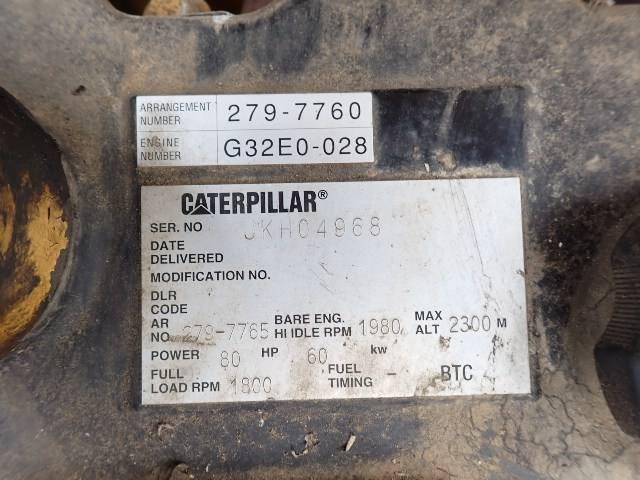 ARRANGEMENT NUMBER 279-7760
ENGINE NUMBER G32E0-028
CATERPILLAR®
SER. NO JKH04968
DATE DELIVERED
MODIFICATION NO.
DLR CODE
AR NO. 279-7765 BARE ENG. HI IDLE RPM 1980 MAX ALT 2300 M
POWER 80 HP 60 kw
FULL LOAD RPM 1800 FUEL TIMING - BTC